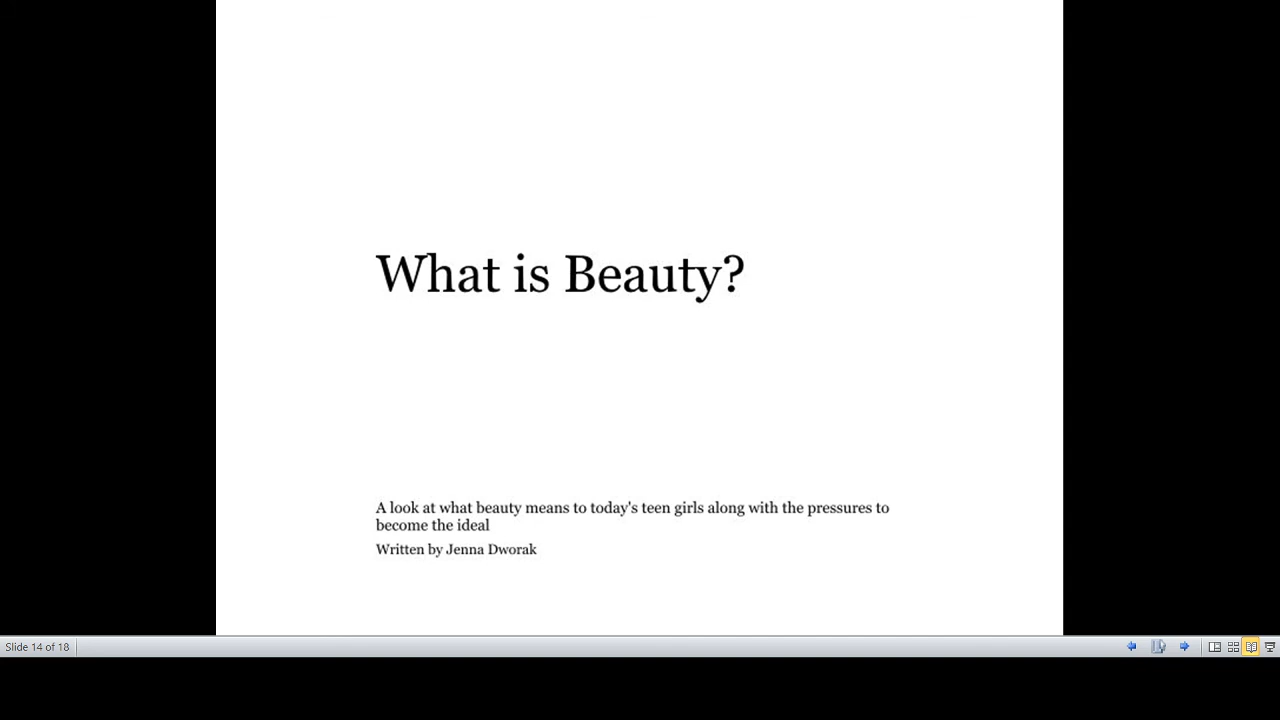 What is Beauty?
A look at what beauty means to today's teen girls along with the pressures to
become the ideal
Written by Jenna Dworak
Slide 14 of 18